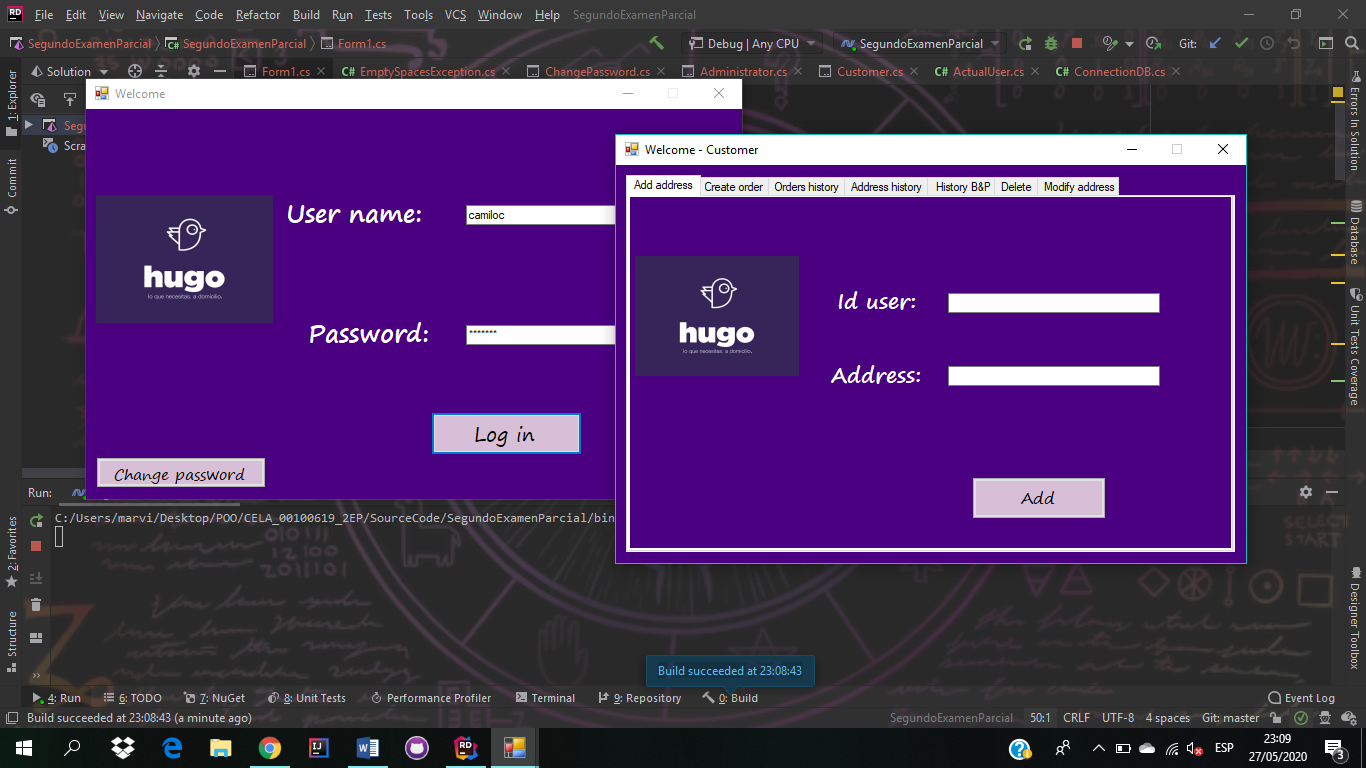 File Edit View Navigate Code Refactor Build Run Tests Tools VCS Window Help SegundoExamenParcial
SegundoExamenParcial SegundoExamenParcial Form1.cs Debug | Any CPU SegundoExamenParcial Git:
Solution Form1.cs EmptySpacesException.cs ChangePassword.cs Administrator.cs Customer.cs ActualUser.cs ConnectionDB.cs
1: Explorer
Commit
Segu
Scra
Welcome
User name: camiloc
hugo
lo que necesitas. a domicilio.
Password: *******
Log in
Change password
Welcome - Customer
Add address Create order Orders history Address history History B&P Delete Modify address
hugo
lo que necesitas. a domicilio.
Id user:
Address:
Add
Errors In Solution
Database
Unit Tests Coverage
Designer Toolbox
Run:
C:/Users/marvi/Desktop/POO/CELA_00100619_2EP/SourceCode/SegundoExamenParcial/bin
2: Favorites
Structure
SELECT
START
Build succeeded at 23:08:43
4: Run 6: TODO 7: NuGet 8: Unit Tests Performance Profiler Terminal 9: Repository 0: Build Event Log
Build succeeded at 23:08:43 (a minute ago) SegundoExamenParcial 50:1 CRLF UTF-8 4 spaces Git: master
ESP
23:09
27/05/2020
3